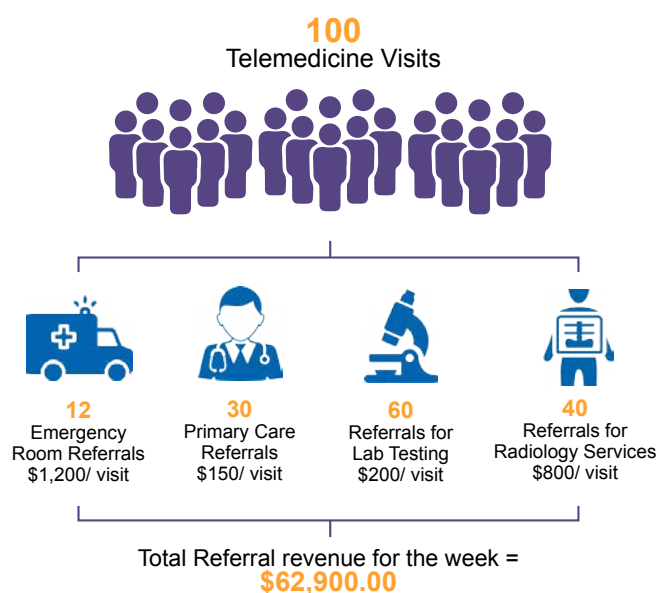 100
Telemedicine Visits
12
Emergency
Room Referrals
$1,200/ visit
30
Primary Care
Referrals
$150/ visit
60
Referrals for
Lab Testing
$200/ visit
40
Referrals for
Radiology Services
$800/ visit
Total Referral revenue for the week =
$62,900.00